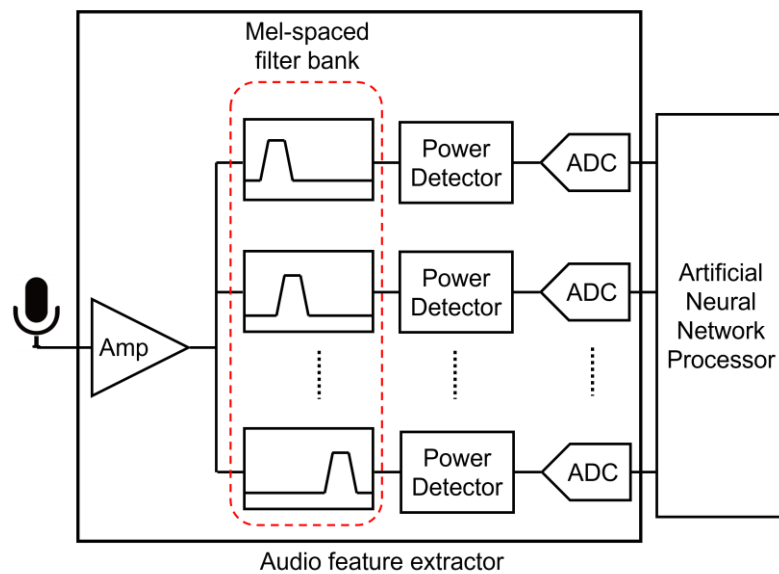 Mel-spaced
filter bank
Power
Detector
ADC
Power
Detector
ADC
Amp
Artificial
Neural
Network
Processor
Power
Detector
ADC
Audio feature extractor